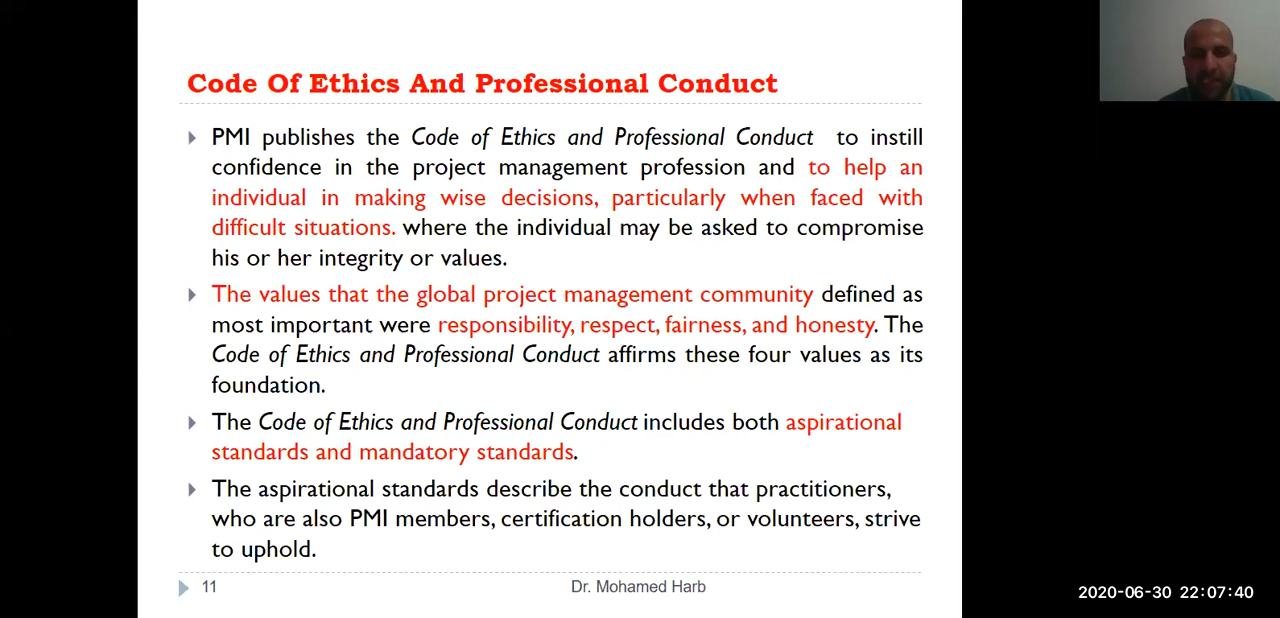 Code Of Ethics And Professional Conduct
PMI publishes the Code of Ethics and Professional Conduct to instill
confidence in the project management profession and to help an
individual in making wise decisions, particularly when faced with
difficult situations. where the individual may be asked to compromise
his or her integrity or values.
The values that the global project management community defined as
most important were responsibility, respect, fairness, and honesty. The
Code of Ethics and Professional Conduct affirms these four values as its
foundation.
The Code of Ethics and Professional Conduct includes both aspirational
standards and mandatory standards.
The aspirational standards describe the conduct that practitioners,
who are also PMI members, certification holders, or volunteers, strive
to uphold.
11
Dr. Mohamed Harb
2020-06-30 22:07:40